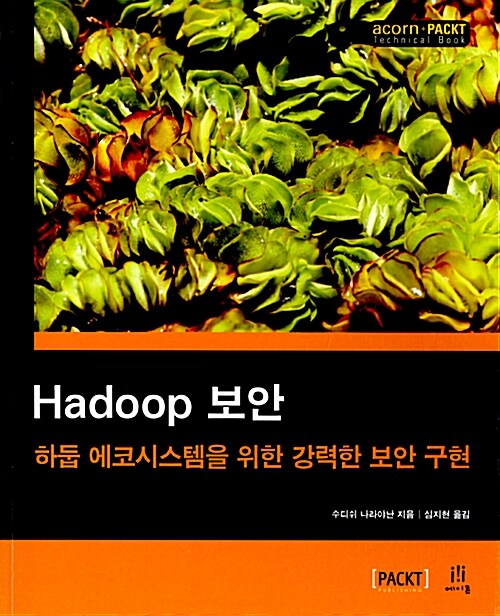 acorn+PACKT
Technical Book
Hadoop 보안
하둡 에코시스템을 위한 강력한 보안 구현
수디쉬 나라야난 지음 | 심지현 옮김
[PACKT]
PUBLISHING
에이콘